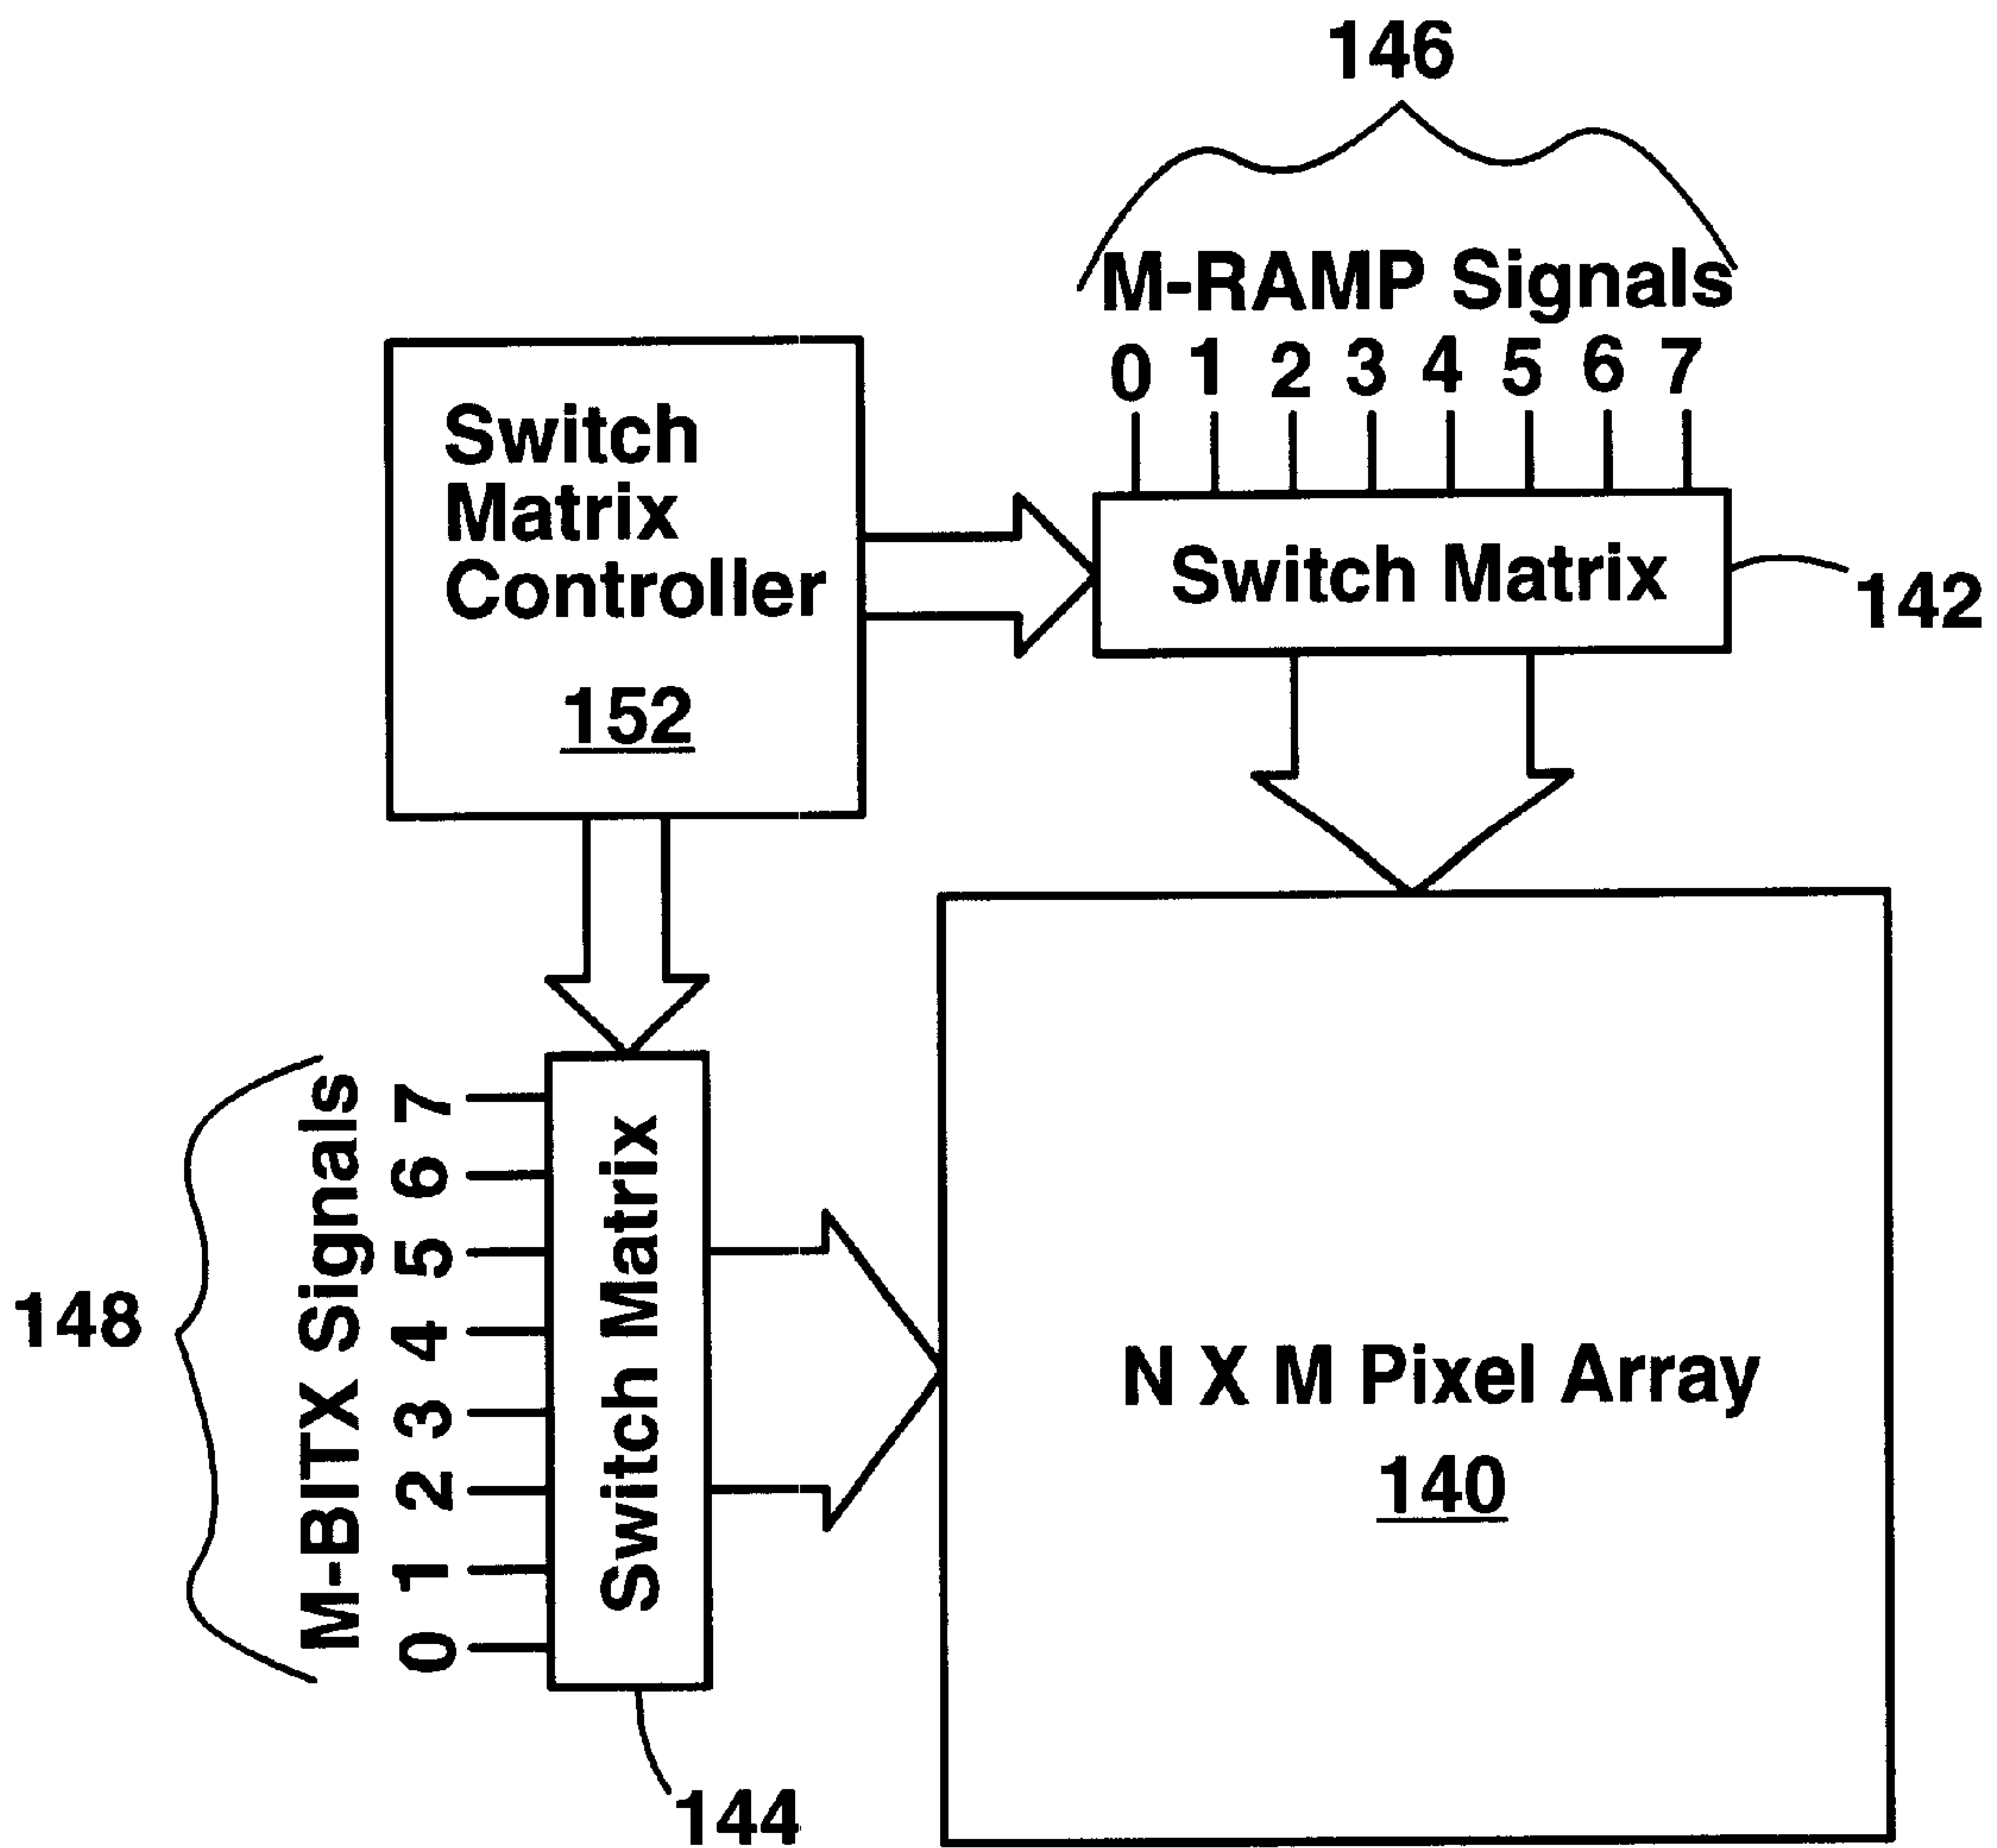 146
M-RAMP Signals
0 1 2 3 4 5 6 7
Switch
Matrix
Controller
152
Switch Matrix
142
M-BITX Signals
0 1 2 3 4 5 6 7
Switch Matrix
148
144
N X M Pixel Array
140